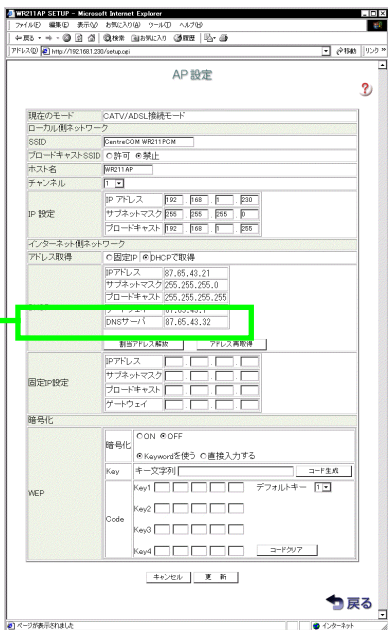 WR211AP SETUP - Microsoft Internet Explorer
ファイル(F) 編集(E) 表示(V) お気に入り(A) ツール(T) ヘルプ(H)
戻る 検索 お気に入り 履歴
アドレス(D) http://192.168.1.230/setup.cgi 移動 リンク
AP 設定
現在のモード CATV/ADSL接続モード
ローカル側ネットワーク
SSID CentreCOM WR211PCM
ブロードキャストSSID 許可 禁止
ホスト名 WR211AP
チャンネル 1
IP 設定
IP アドレス 192 . 168 . 1 . 230
サブネットマスク 255 . 255 . 255 . 0
ブロードキャスト 192 . 168 . 1 . 255
インターネット側ネットワーク
アドレス取得 固定IP DHCPで取得
IPアドレス 87.65.43.21
サブネットマスク 255.255.255.0
ブロードキャスト 255.255.255.255
DNSサーバ 87.65.43.32
割当アドレス解放 アドレス再取得
固定IP設定
IPアドレス . . .
サブネットマスク . . .
ブロードキャスト . . .
ゲートウェイ . . .
暗号化
WEP
暗号化 ON OFF
Keywordを使う 直接入力する
Key キー文字列 コード生成
Code
Key1 デフォルトキー 1
Key2
Key3
Key4 コードクリア
キャンセル 更 新
戻る
ページが表示されました インターネット